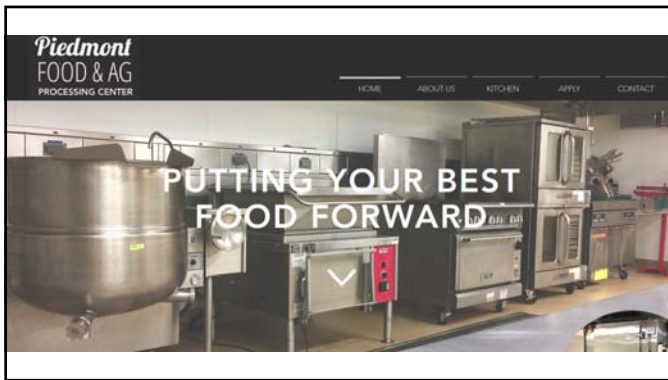 Piedmont
FOOD & AG
PROCESSING CENTER
HOME ABOUT US KITCHEN APPLY CONTACT
PUTTING YOUR BEST
FOOD FORWARD